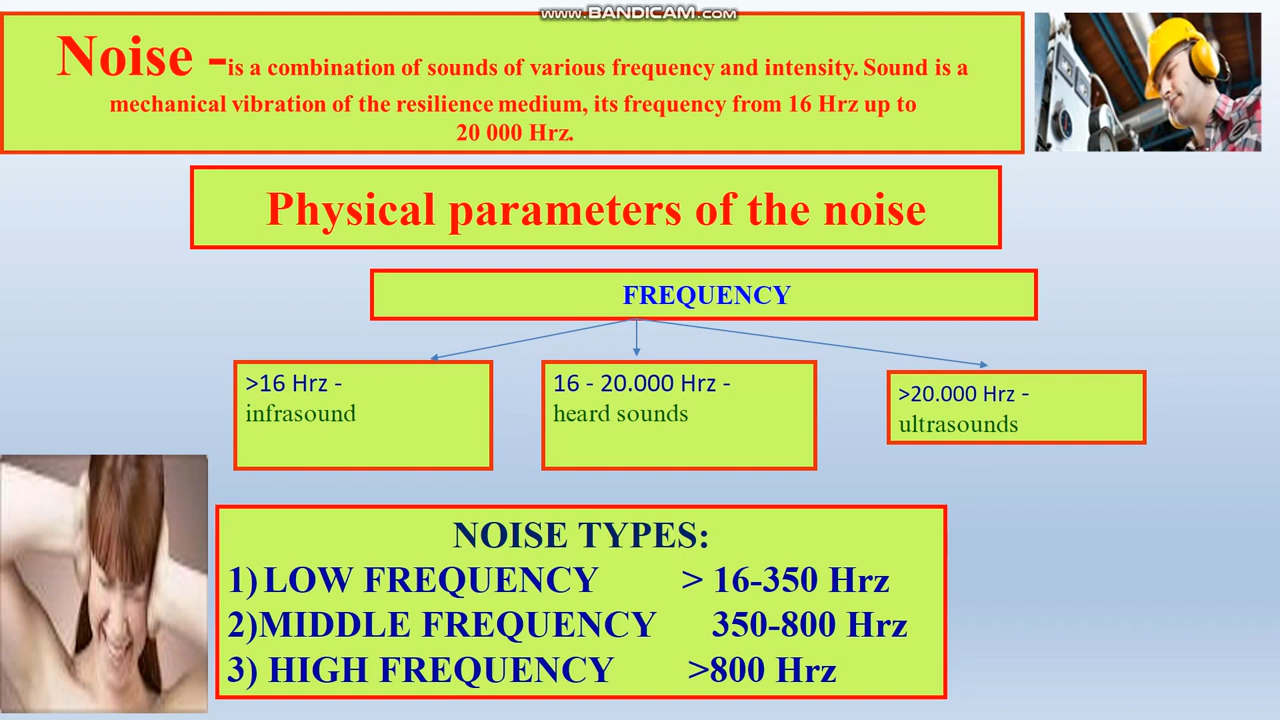 www.BANDICAM.com
Noise -is a combination of sounds of various frequency and intensity. Sound is a
mechanical vibration of the resilience medium, its frequency from 16 Hrz up to
20 000 Hrz.
Physical parameters of the noise
FREQUENCY
>16 Hrz -
infrasound
16 - 20.000 Hrz -
heard sounds
>20.000 Hrz -
ultrasounds
NOISE TYPES:
1) LOW FREQUENCY > 16-350 Hrz
2)MIDDLE FREQUENCY 350-800 Hrz
3) HIGH FREQUENCY >800 Hrz